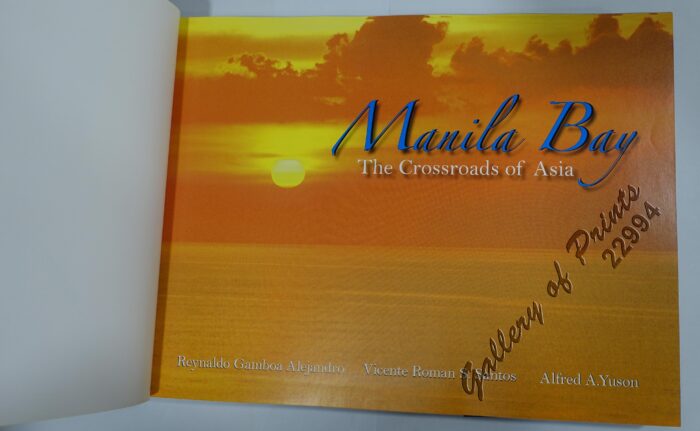 Manila Bay
The Crossroads of Asia
Gallery of Prints
22994
Reynaldo Gamboa Alejandro Vicente Roman S. Santos Alfred A.Yuson